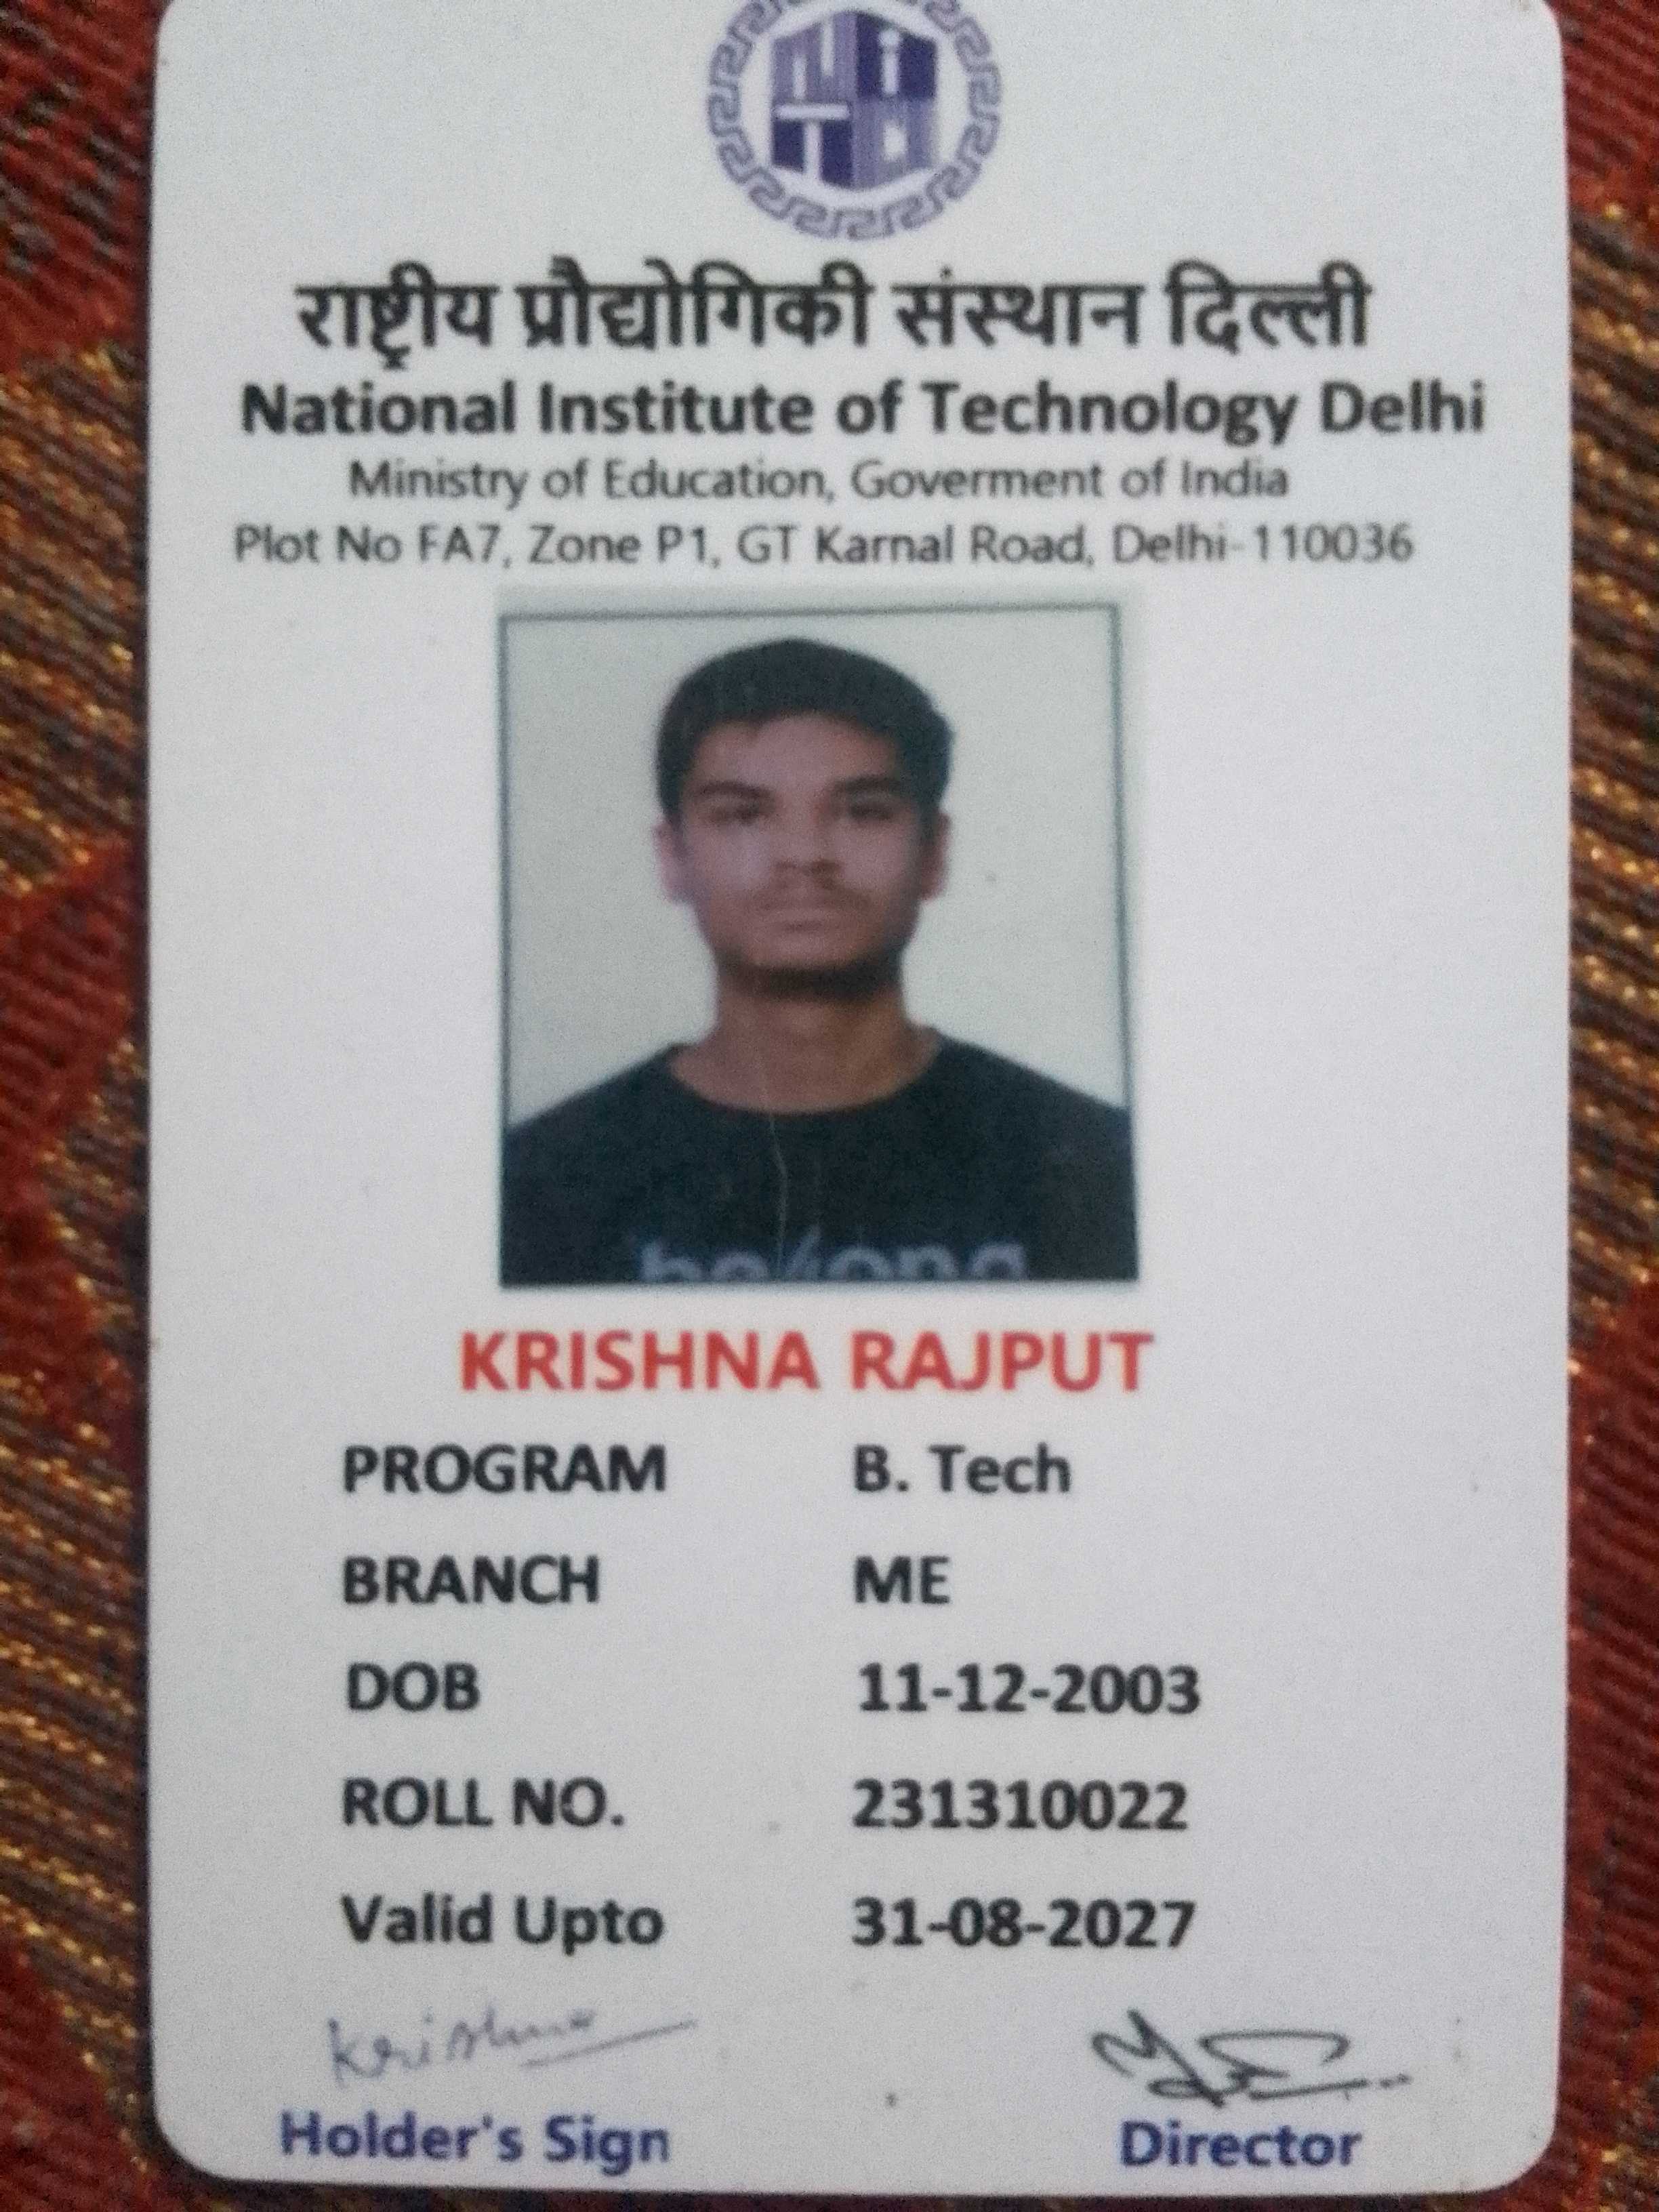 राष्ट्रीय प्रौद्योगिकी संस्थान दिल्ली
National Institute of Technology Delhi
Ministry of Education, Goverment of India
Plot No FA7, Zone P1, GT Karnal Road, Delhi-110036
KRISHNA RAJPUT
PROGRAM B. Tech
BRANCH ME
DOB 11-12-2003
ROLL NO. 231310022
Valid Upto 31-08-2027
Krishna
Holder's Sign Director